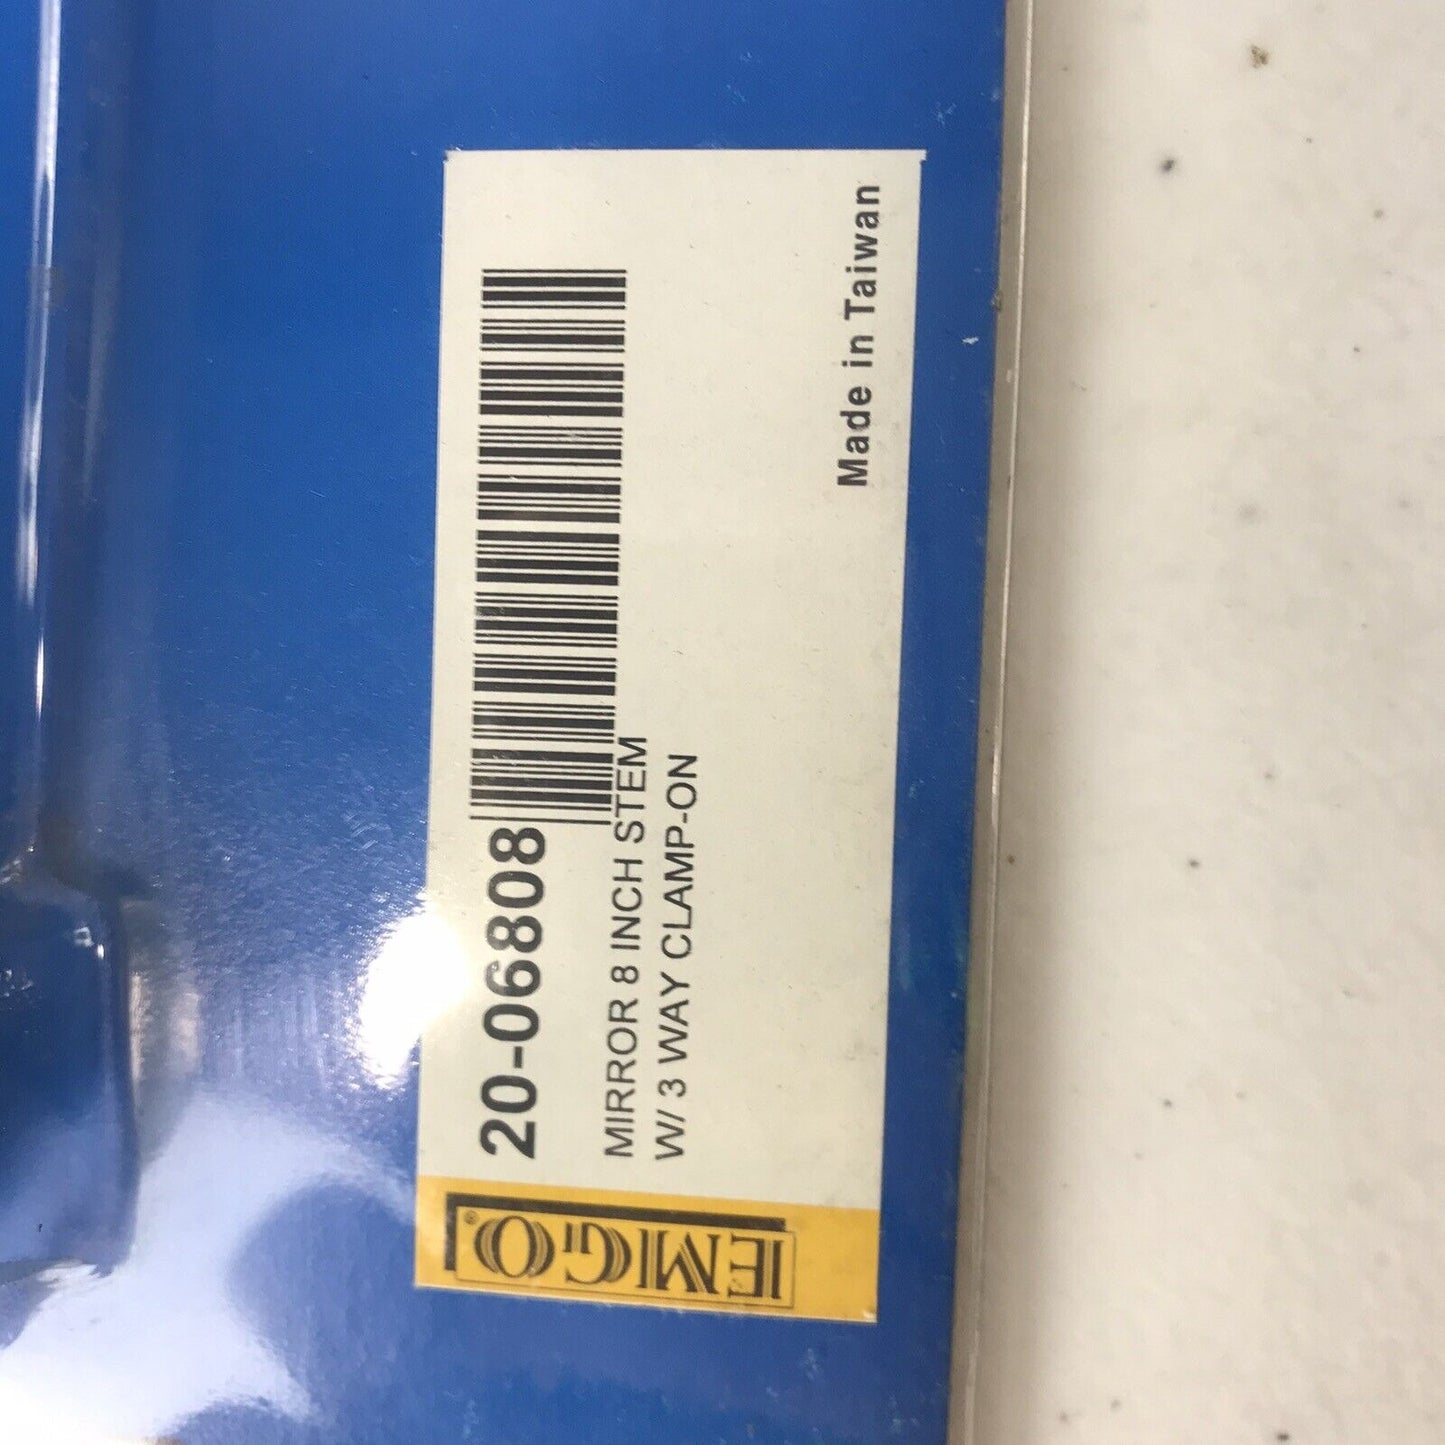 EMGO®
20-06808
MIRROR 8 INCH STEM
W/ 3 WAY CLAMP-ON
Made in Taiwan